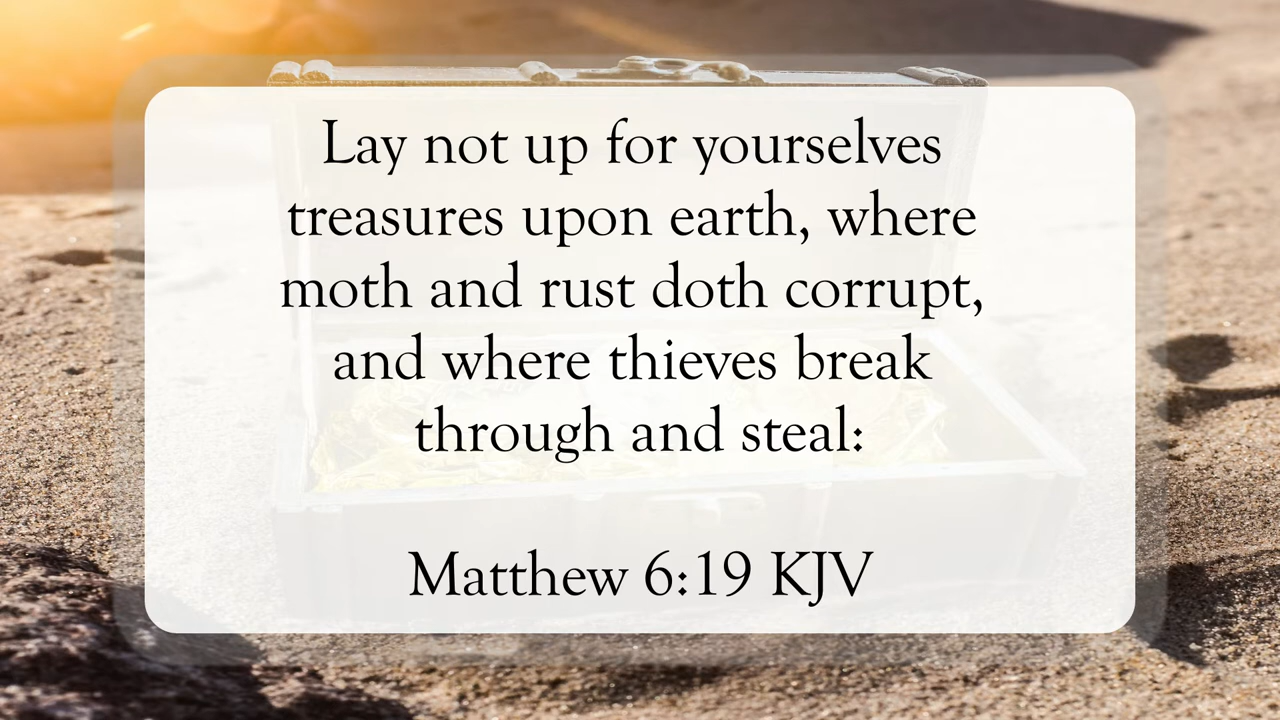 Lay not up for yourselves
treasures upon earth, where
moth and rust doth corrupt,
and where thieves break
through and steal:
Matthew 6:19 KJV